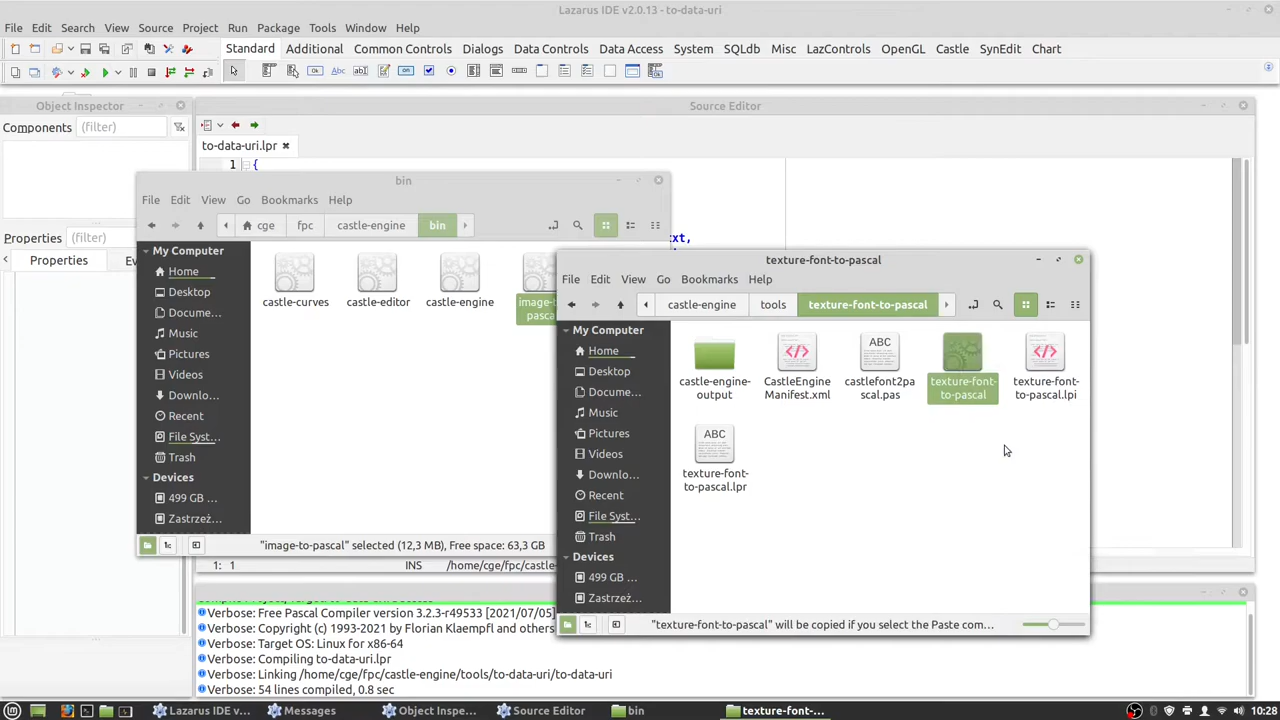 Lazarus IDE v2.0.13 - to-data-uri
File Edit Search View Source Project Run Package Tools Window Help
Standard Additional Common Controls Dialogs Data Controls Data Access System SQLdb Misc LazControls OpenGL Castle SynEdit Chart
Object Inspector
Components (filter)
Properties (filter)
Properties
Source Editor
to-data-uri.lpr
1 {
bin
File Edit View Go Bookmarks Help
cge fpc castle-engine bin
My Computer
Home
Desktop
Docume...
Music
Pictures
Videos
Downlo...
Recent
File Syst...
Trash
Devices
499 GB ...
Zastrzeż...
castle-curves castle-editor castle-engine
"image-to-pascal" selected (12,3 MB), Free space: 63,3 GB
texture-font-to-pascal
File Edit View Go Bookmarks Help
castle-engine tools texture-font-to-pascal
My Computer
Home
Desktop
Docume...
Music
Pictures
Videos
Downlo...
Recent
File Syst...
Trash
Devices
499 GB ...
Zastrzeż...
castle-engine-
output
CastleEngine
Manifest.xml
ABC
castlefont2pa
scal.pas
texture-font-
to-pascal
texture-font-
to-pascal.lpi
ABC
texture-font-
to-pascal.lpr
"texture-font-to-pascal" will be copied if you select the Paste com...
1: 1 INS /home/cge/fpc/castle-
Verbose: Free Pascal Compiler version 3.2.3-r49533 [2021/07/05]
Verbose: Copyright (c) 1993-2021 by Florian Klaempfl and others
Verbose: Target OS: Linux for x86-64
Verbose: Compiling to-data-uri.lpr
Verbose: Linking /home/cge/fpc/castle-engine/tools/to-data-uri/to-data-uri
Verbose: 54 lines compiled, 0.8 sec
Lazarus IDE v... Messages Object Inspe... Source Editor bin texture-font-... 10:28